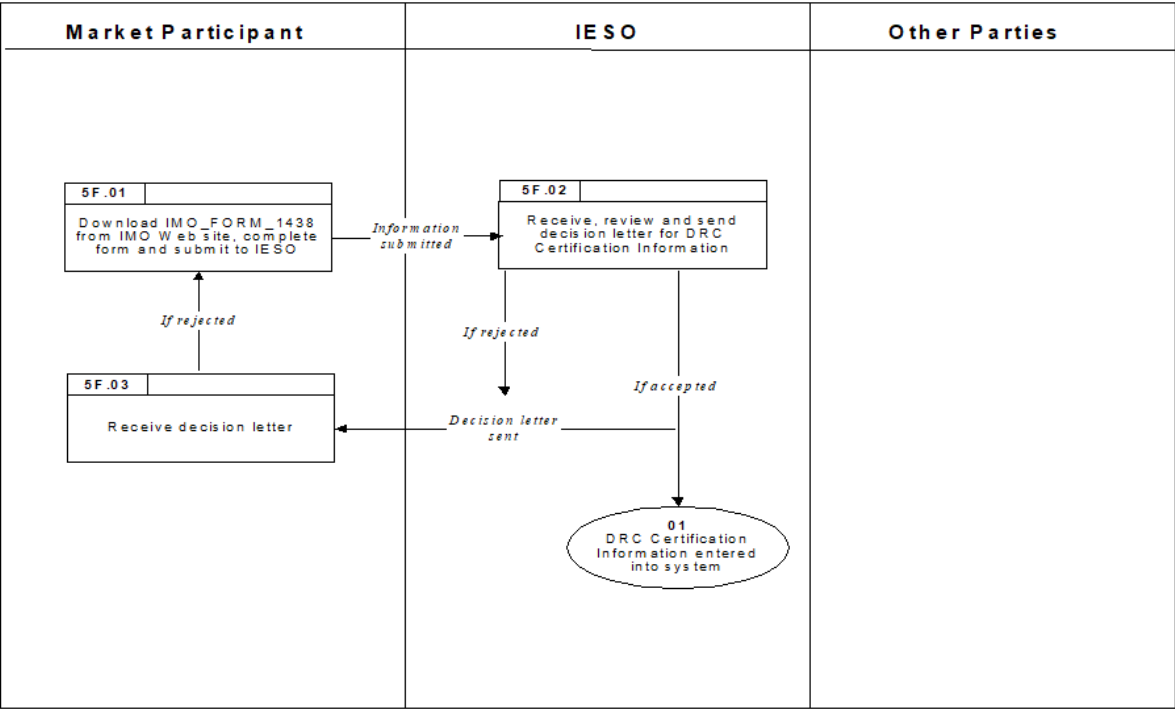 Market Participant
IESO
Other Parties
5F.01
Download IMO_FORM_1438
from IMO Web site, complete
form and submit to IESO
Information
submitted
5F.02
Receive, review and send
decision letter for DRC
Certification Information
If rejected
If rejected
If accepted
5F.03
Receive decision letter
Decision letter
sent
01
DRC Certification
Information entered
into system